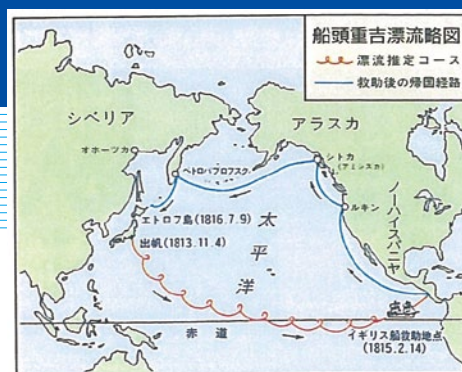 船頭重吉漂流略図
漂流推定コース
救助後の帰国経路
シベリア
アラスカ
オホーツカ
ペトロパブロフスク
シトカ
(アミシスカ)
ルキン
ノーハイスパニヤ
エトロフ島(1816.7.9)
出帆(1813.11.4)
太平洋
赤道
イギリス船救助地点
(1815.2.14)